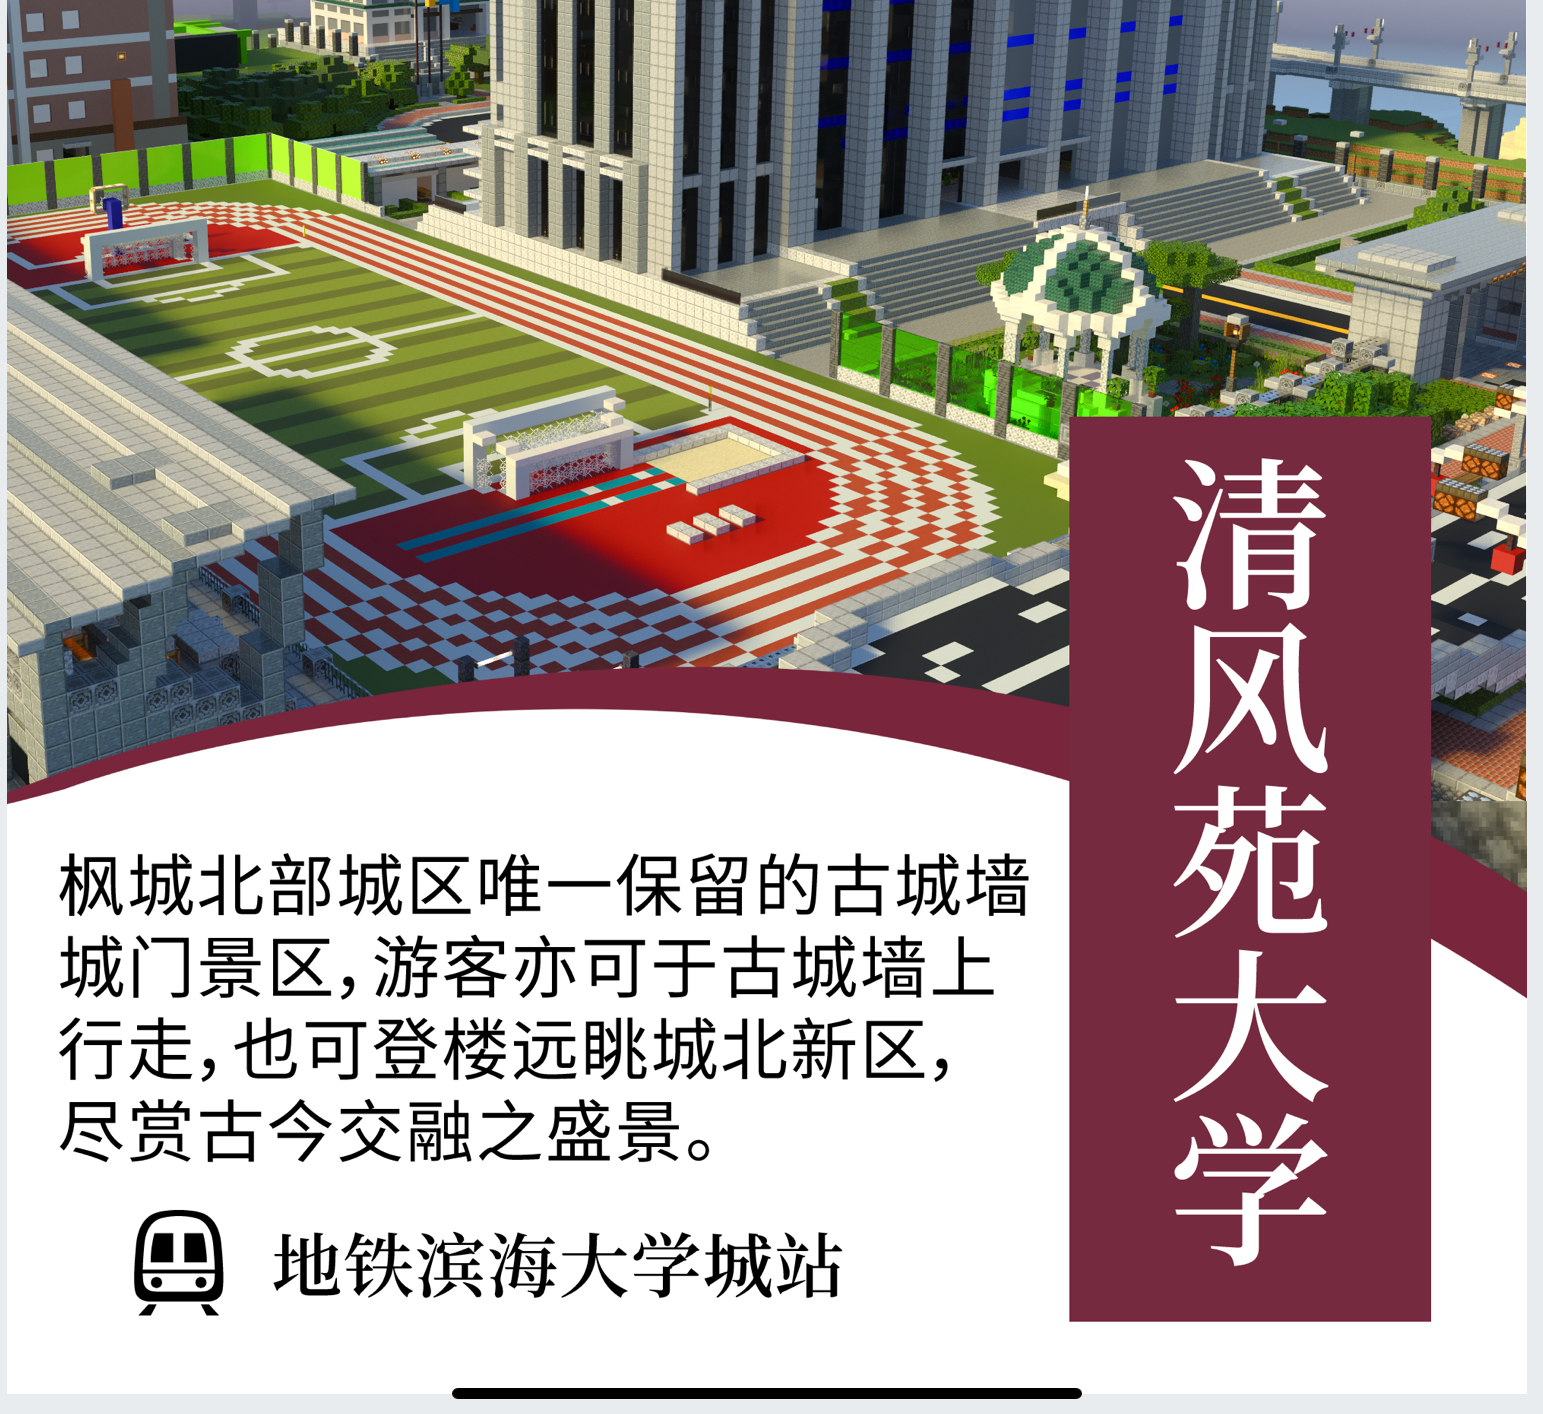 清风苑大学
枫城北部城区唯一保留的古城墙
城门景区，游客亦可于古城墙上
行走，也可登楼远眺城北新区，
尽赏古今交融之盛景。
地铁滨海大学城站